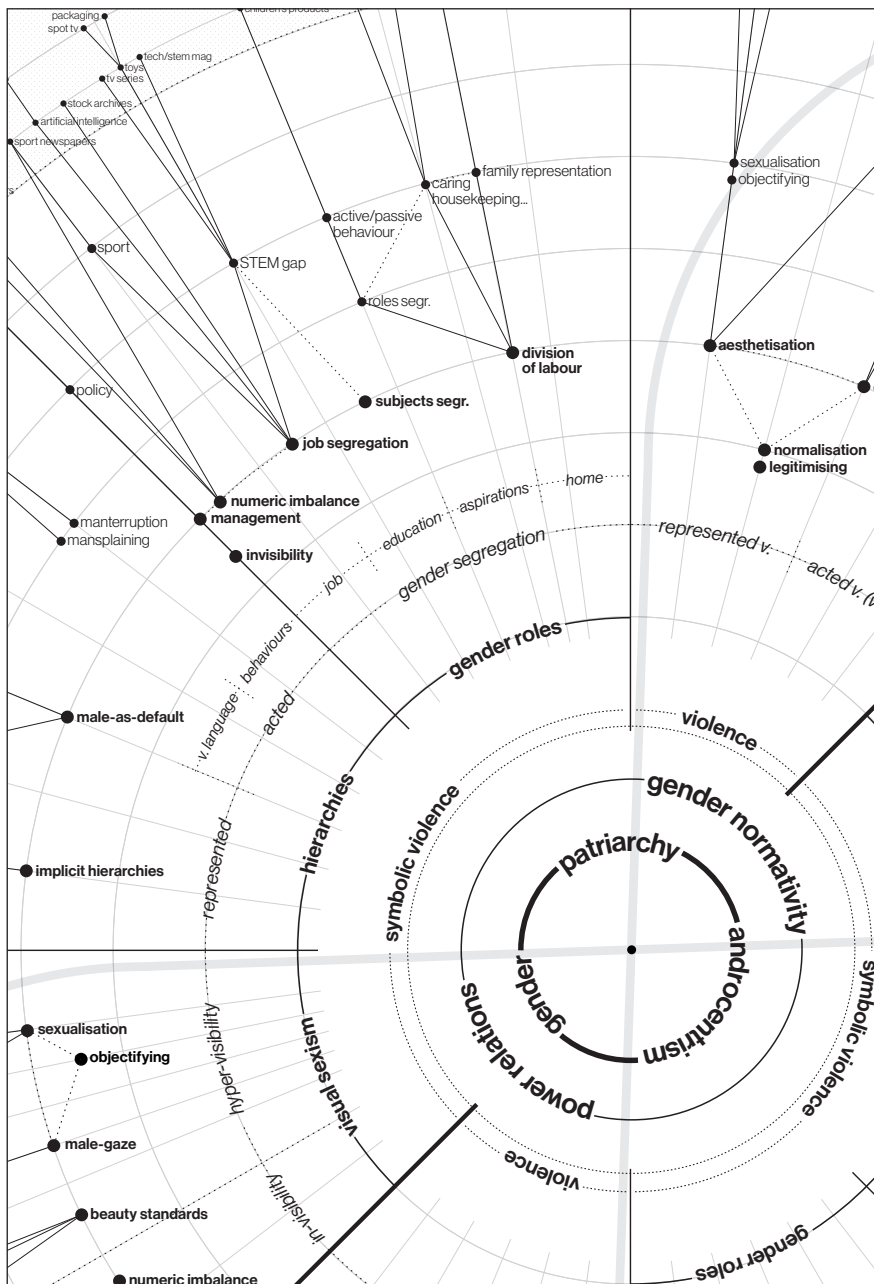 children's products
packaging
spot tv
tech/stem mag
toys
tv series
stock archives
artificial intelligence
sport newspapers
sexualisation
objectifying
family representation
caring
housekeeping...
active/passive
behaviour
sport
STEM gap
roles segr.
aesthetisation
division
of labour
policy
subjects segr.
job segregation
normalisation
legitimising
numeric imbalance
management
manterruption
mansplaining
invisibility
home
aspirations
education
job
behaviours
v. language
gender segregation
represented v.
acted v. (v
acted
represented
gender roles
male-as-default
hierarchies
violence
symbolic violence
gender normativity
patriarchy
implicit hierarchies
androcentrism
gender
power relations
symbolic violence
violence
sexualisation
objectifying
hyper-visibility
visual sexism
male-gaze
in-visibility
beauty standards
gender roles
numeric imbalance